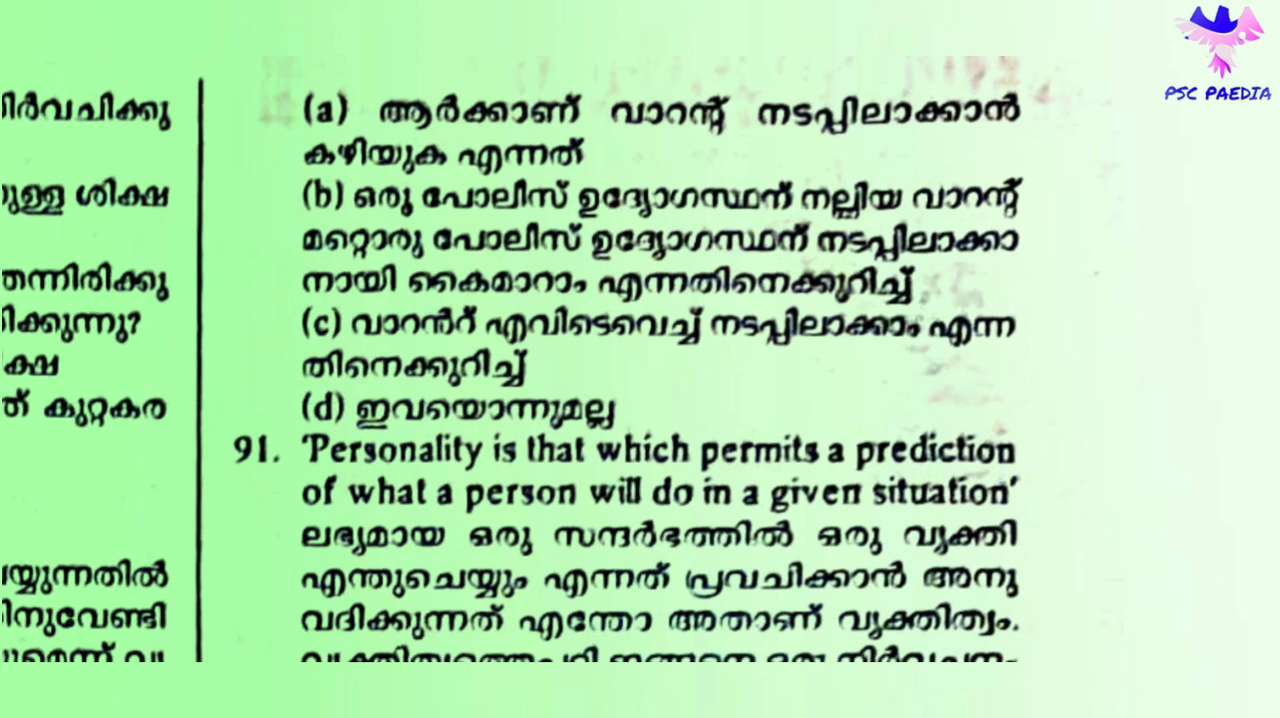 PSC PAEDIA
ിർവചിക്കു
ുള്ള ശിക്ഷ
തന്നിരിക്കു
ിക്കുന്നു?
ക്ഷ
ത് കുറ്റകര
യ്യുന്നതിൽ
ിനുവേണ്ടി
(a) ആർക്കാണ് വാറന്റ് നടപ്പിലാക്കാൻ
കഴിയുക എന്നത്
(b) ഒരു പോലീസ് ഉദ്യോഗസ്ഥന് നല്ലിയ വാറന്റ്
മറ്റൊരു പോലീസ് ഉദ്യോഗസ്ഥന് നടപ്പിലാക്കാ
നായി കൈമാറാം എന്നതിനെക്കുറിച്ച്
(c) വാറൻറ് എവിടെവെച്ച് നടപ്പിലാക്കാം എന്ന
തിനെക്കുറിച്ച്
(d) ഇവയൊന്നുമല്ല
91. 'Personality is that which permits a prediction
of what a person will do in a given situation'
ലഭ്യമായ ഒരു സന്ദർഭത്തിൽ ഒരു വ്യക്തി
എന്തുചെയ്യും എന്നത് പ്രവചിക്കാൻ അനു
വദിക്കുന്നത് എന്തോ അതാണ് വ്യക്തിത്വം.